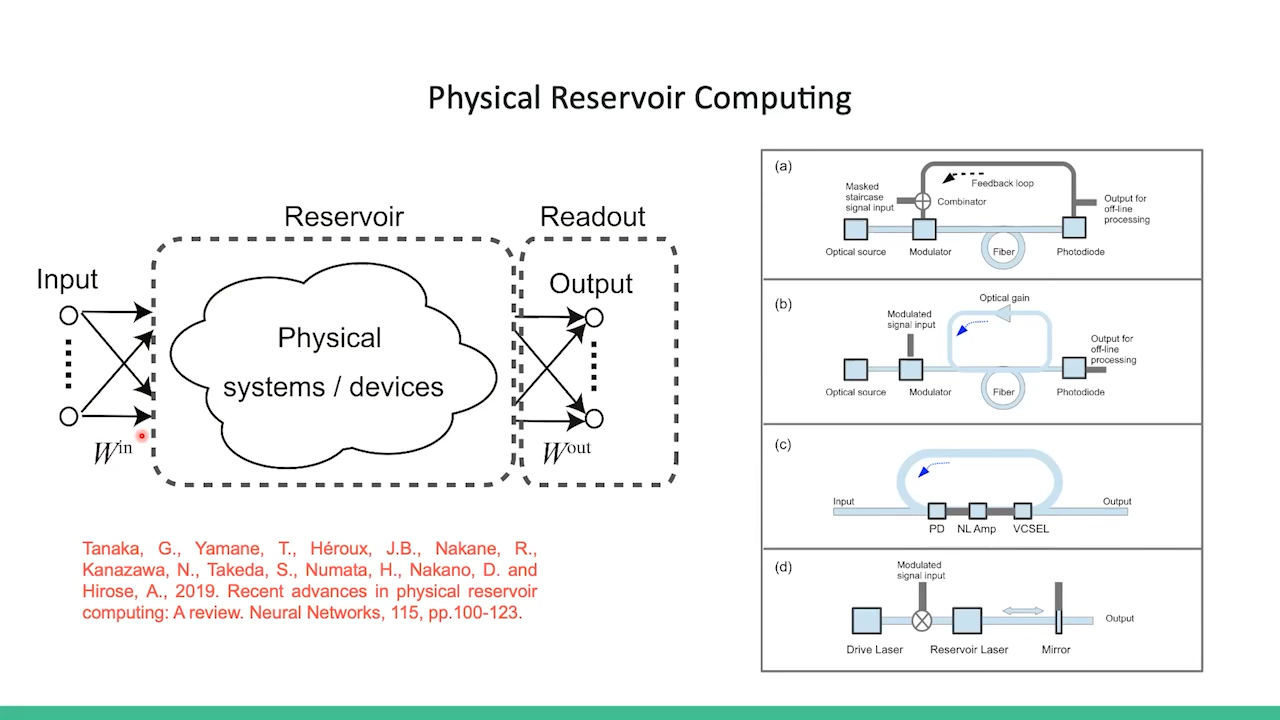 Physical Reservoir Computing
Reservoir
Readout
Input
Output
Physical
systems / devices
Win
Wout
Tanaka, G., Yamane, T., Héroux, J.B., Nakane, R.,
Kanazawa, N., Takeda, S., Numata, H., Nakano, D. and
Hirose, A., 2019. Recent advances in physical reservoir
computing: A review. Neural Networks, 115, pp.100-123.
(a)
Masked
staircase
signal input
Feedback loop
Combinator
Output for
off-line
processing
Optical source
Modulator
Fiber
Photodiode
(b)
Optical gain
Modulated
signal input
Output for
off-line
processing
Optical source
Modulator
Fiber
Photodiode
(c)
Input
Output
PD
NL Amp
VCSEL
(d)
Modulated
signal input
Output
Drive Laser
Reservoir Laser
Mirror